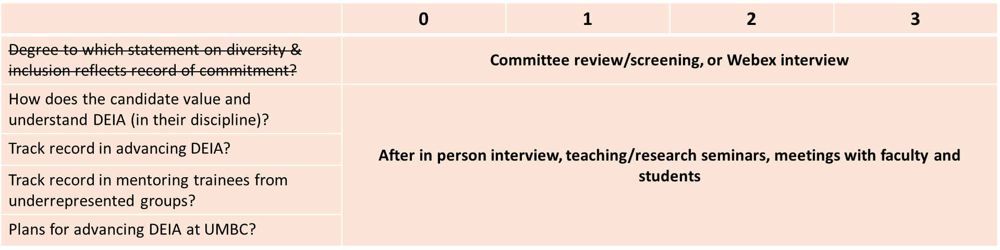 0 1 2 3
Degree to which statement on diversity &
inclusion reflects record of commitment?
Committee review/screening, or Webex interview
How does the candidate value and
understand DEIA (in their discipline)?
Track record in advancing DEIA?
Track record in mentoring trainees from
underrepresented groups?
Plans for advancing DEIA at UMBC?
After in person interview, teaching/research seminars, meetings with faculty and
students